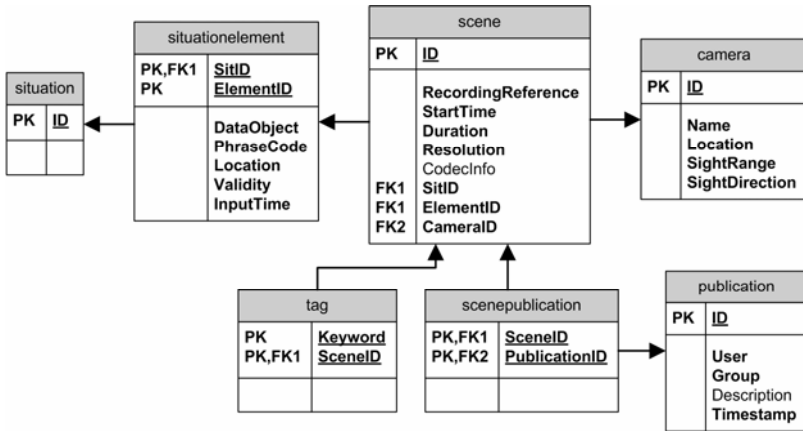 situation
PK ID
situationelement
PK,FK1 SitID
PK ElementID
DataObject
PhraseCode
Location
Validity
InputTime
scene
PK ID
RecordingReference
StartTime
Duration
Resolution
CodecInfo
FK1 SitID
FK1 ElementID
FK2 CameraID
camera
PK ID
Name
Location
SightRange
SightDirection
tag
PK Keyword
PK,FK1 SceneID
scenepublication
PK,FK1 SceneID
PK,FK2 PublicationID
publication
PK ID
User
Group
Description
Timestamp